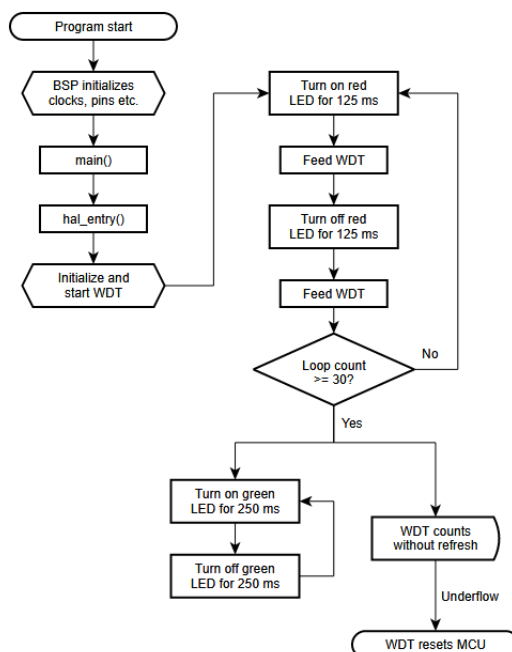 Program start
BSP initializes
clocks, pins etc.
main()
hal_entry()
Initialize and
start WDT
Turn on red
LED for 125 ms
Feed WDT
Turn off red
LED for 125 ms
Feed WDT
Loop count
>= 30?
No
Yes
Turn on green
LED for 250 ms
Turn off green
LED for 250 ms
WDT counts
without refresh
Underflow
WDT resets MCU